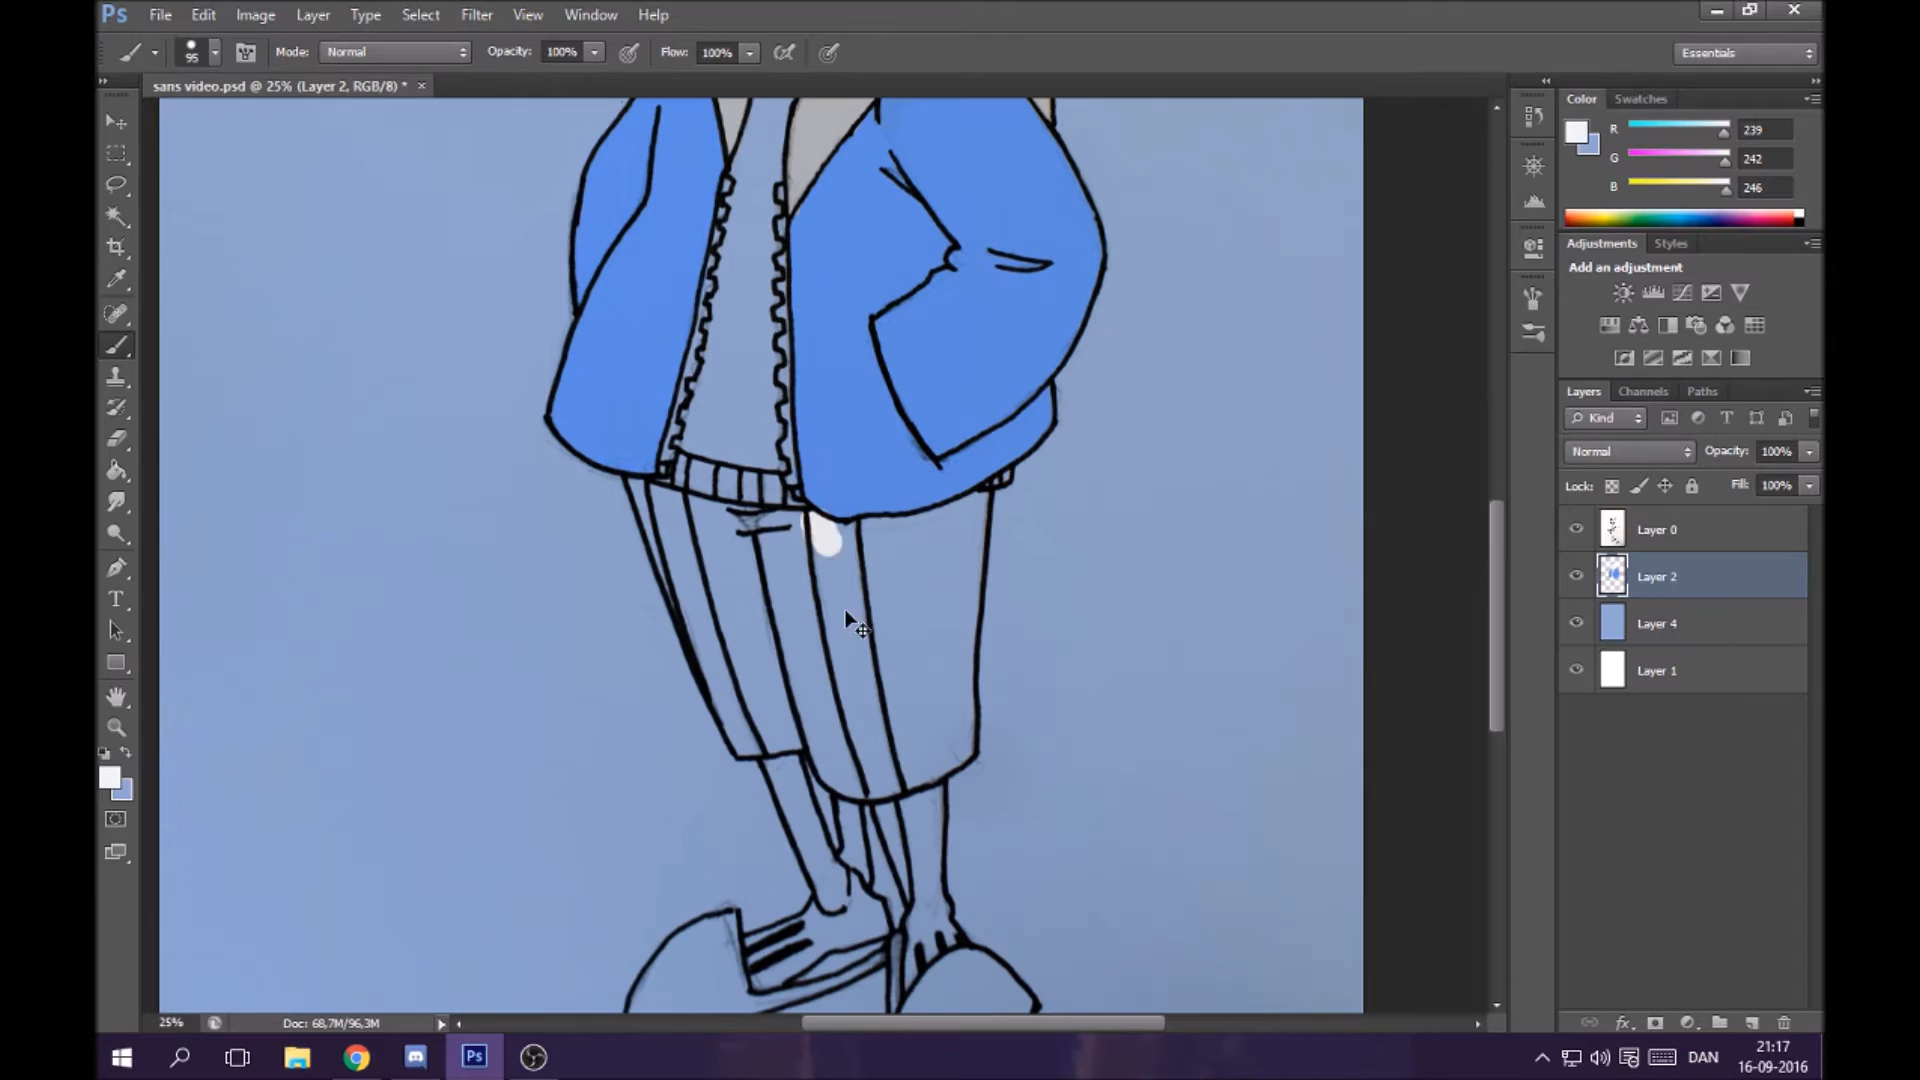 Ps File Edit Image Layer Type Select Filter View Window Help
95 Mode: Normal Opacity: 100% Flow: 100% Essentials
sans video.psd @ 25% (Layer 2, RGB/8) * ×
Color Swatches
R 239
G 242
B 246
Adjustments Styles
Add an adjustment
Layers Channels Paths
Kind
Normal Opacity: 100%
Lock: Fill: 100%
Layer 0
Layer 2
Layer 4
Layer 1
25% Doc: 68,7M/96,3M
Ps DAN 21:17
16-09-2016